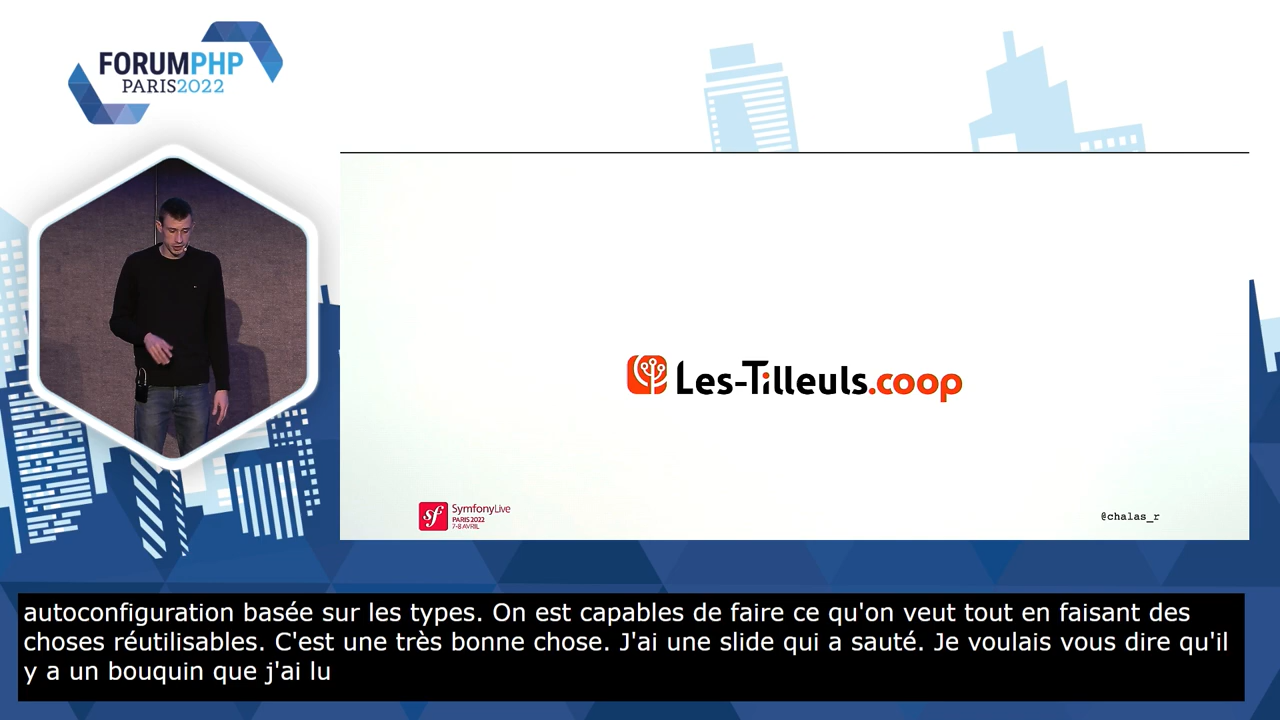 FORUMPHP
PARIS2022
Les-Tilleuls.coop
sf SymfonyLive
PARIS 2022
7-8 AVRIL
@chalas_r
autoconfiguration basée sur les types. On est capables de faire ce qu'on veut tout en faisant des
choses réutilisables. C'est une très bonne chose. J'ai une slide qui a sauté. Je voulais vous dire qu'il
y a un bouquin que j'ai lu